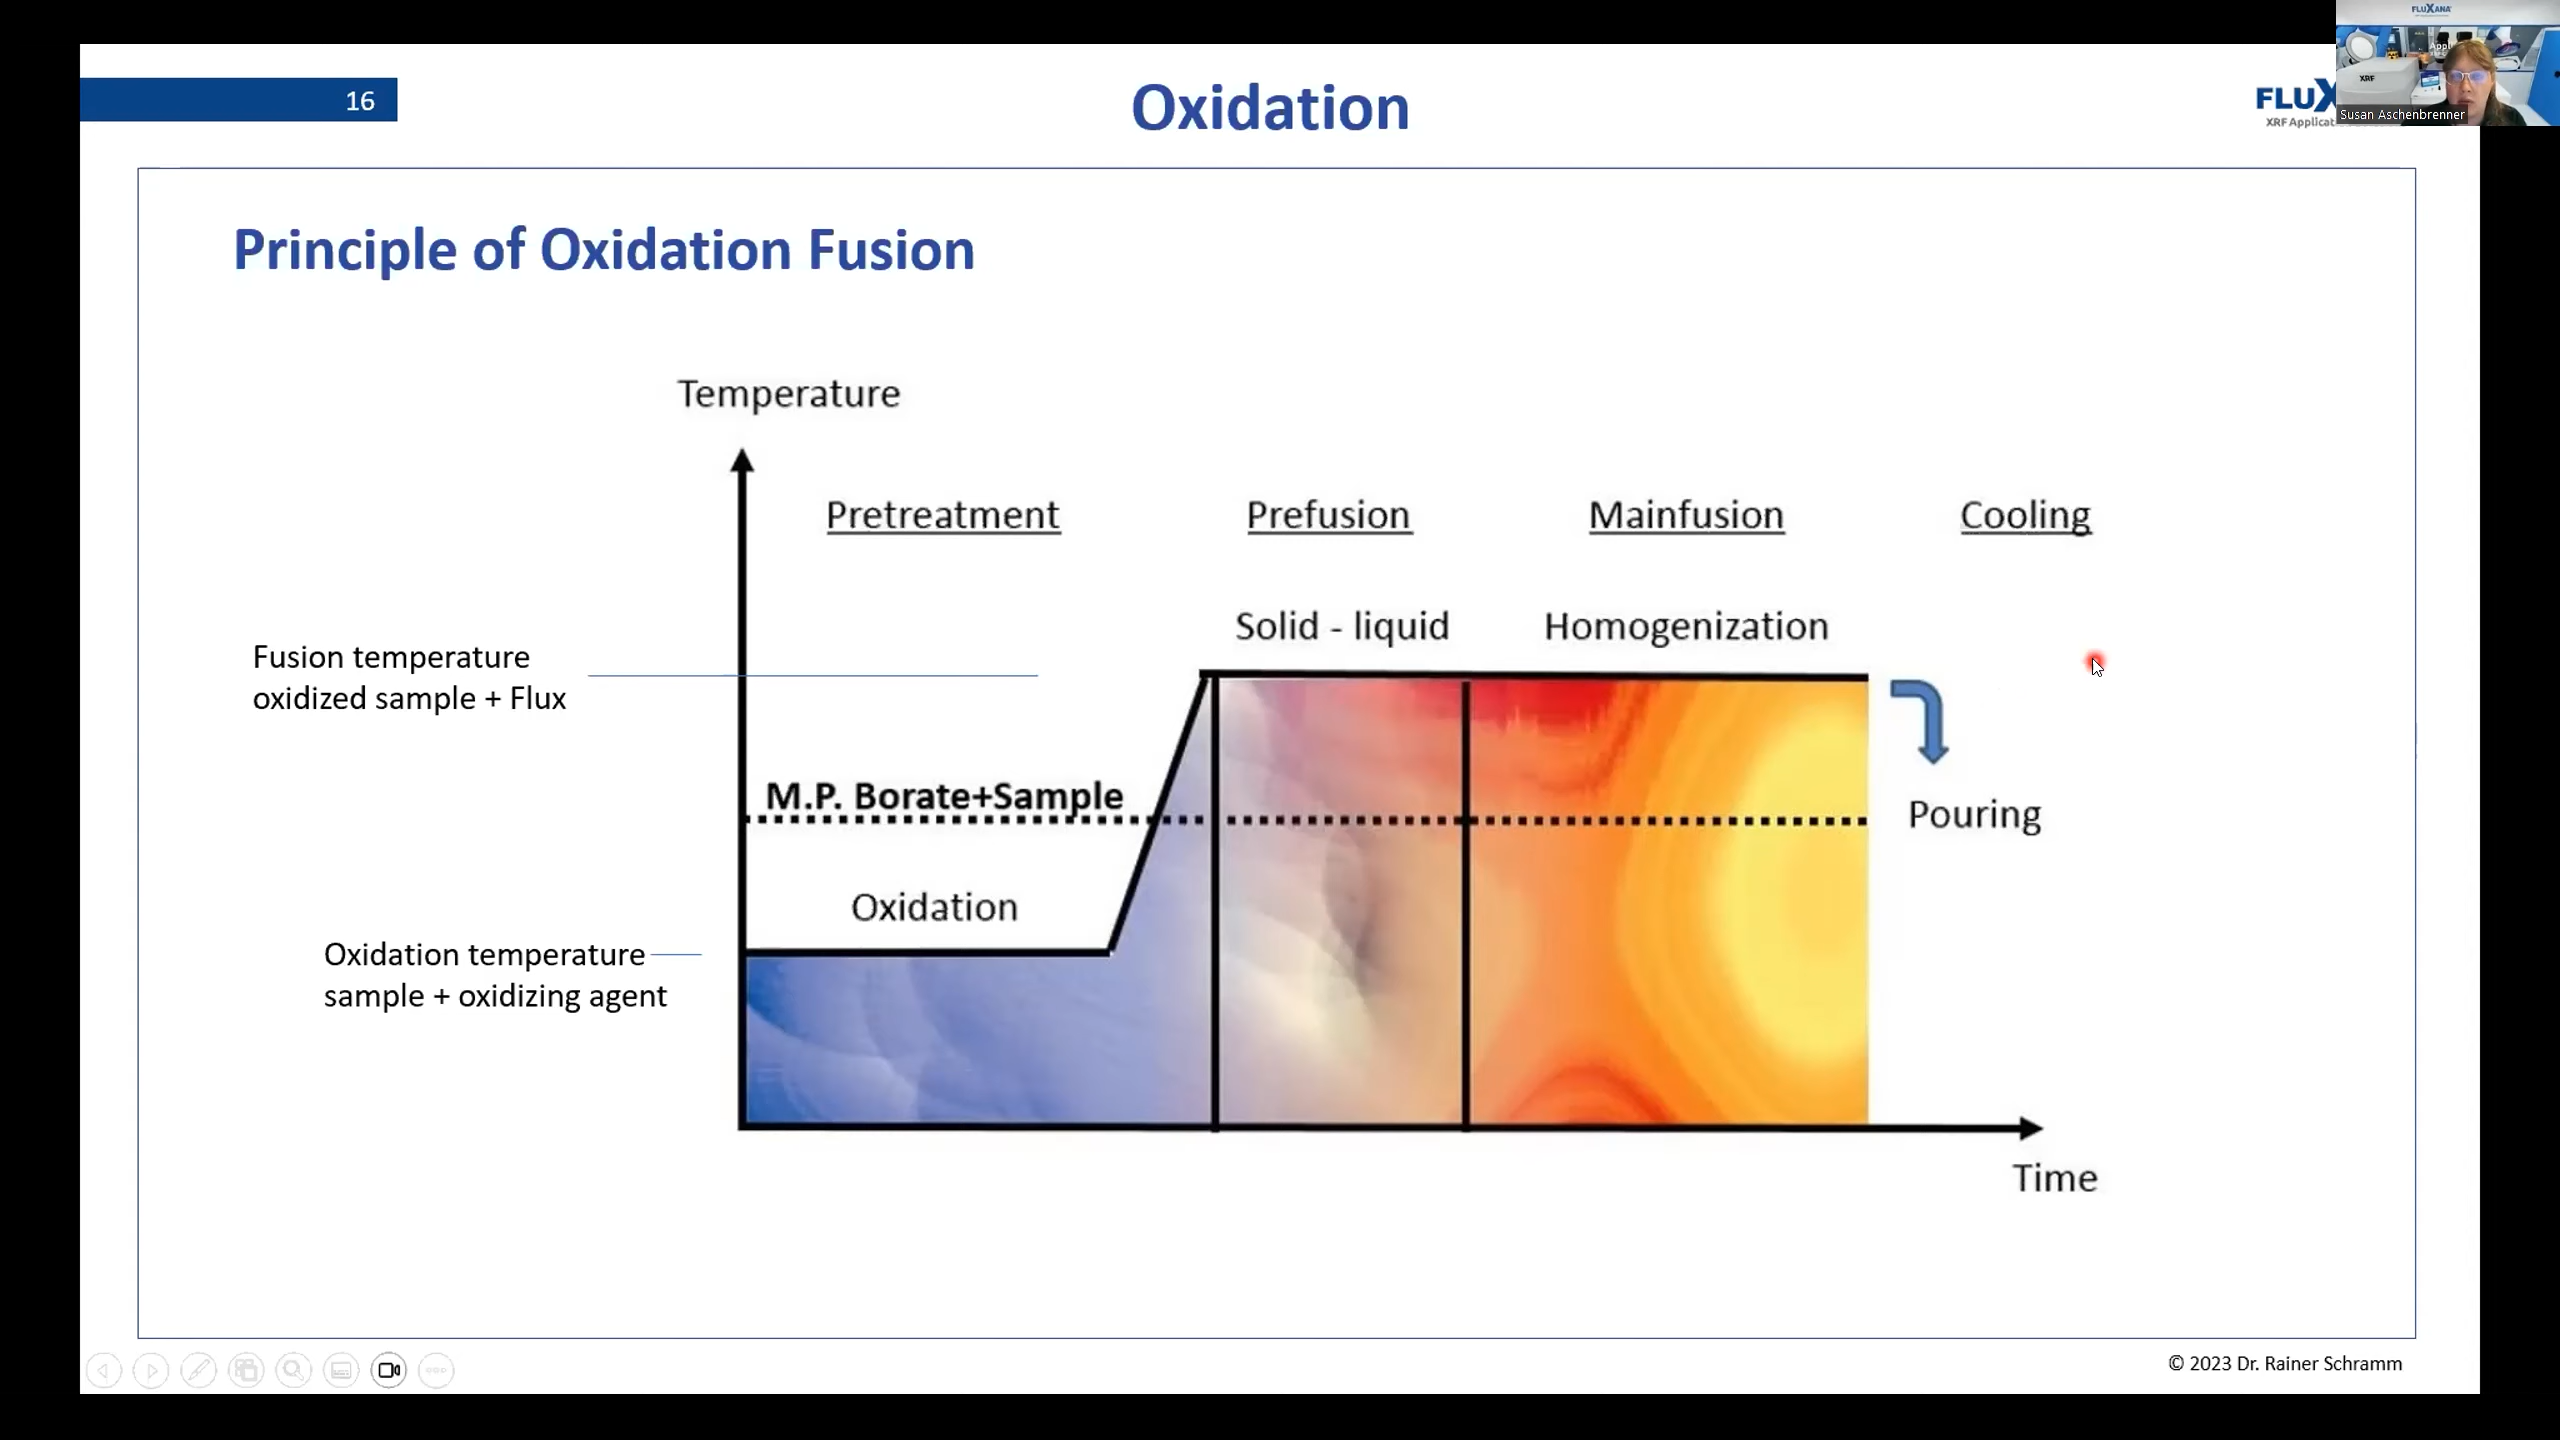 FLUXANA
XRF
Susan Aschenbrenner
16
Oxidation
FLUX
XRF Applicat
Principle of Oxidation Fusion
Temperature
Pretreatment
Prefusion
Mainfusion
Cooling
Solid - liquid
Homogenization
Fusion temperature
oxidized sample + Flux
M.P. Borate+Sample
Pouring
Oxidation
Oxidation temperature
sample + oxidizing agent
Time
© 2023 Dr. Rainer Schramm